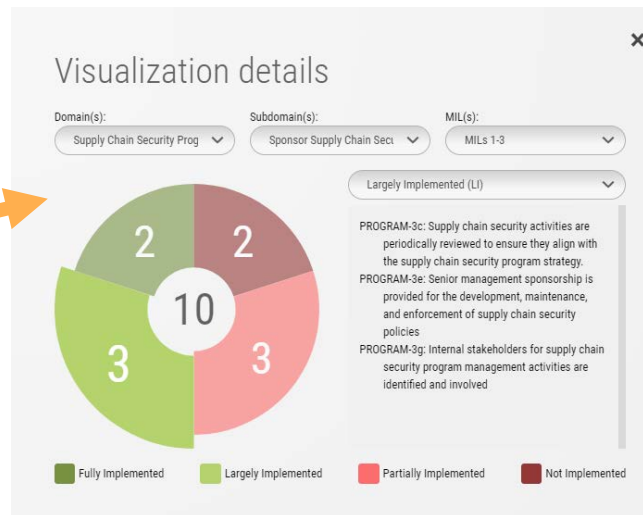 ×
Visualization details
Domain(s):
Subdomain(s):
MIL(s):
Supply Chain Security Prog
Sponsor Supply Chain Secu
MILs 1-3
Largely Implemented (LI)
2
2
10
3
3
PROGRAM-3c: Supply chain security activities are
periodically reviewed to ensure they align with
the supply chain security program strategy.
PROGRAM-3e: Senior management sponsorship is
provided for the development, maintenance,
and enforcement of supply chain security
policies
PROGRAM-3g: Internal stakeholders for supply chain
security program management activities are
identified and involved
Fully Implemented
Largely Implemented
Partially Implemented
Not Implemented